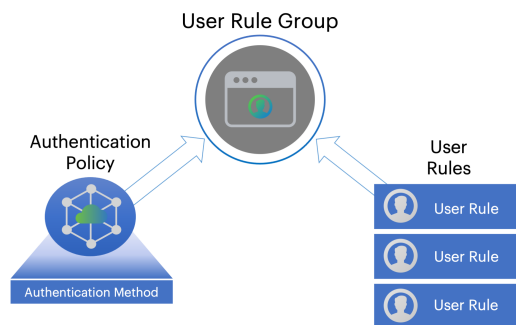 User Rule Group
Authentication
Policy
User
Rules
User Rule
User Rule
Authentication Method
User Rule